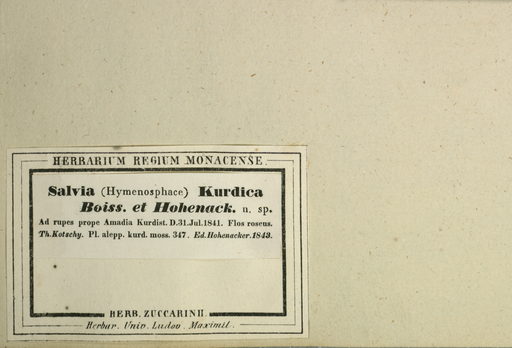 HERBARIUM REGIUM MONACENSE.
Salvia (Hymenosphace) Kurdica
Boiss. et Hohenack. n. sp.
Ad rupes prope Amadia Kurdist. D.31.Jul.1841. Flos roseus.
Th.Kotschy. Pl. alepp. kurd. moss. 347. Ed.Hohenacker.1843.
HERB. ZUCCARINII.
Herbar. Univ. Ludov. Maximil.